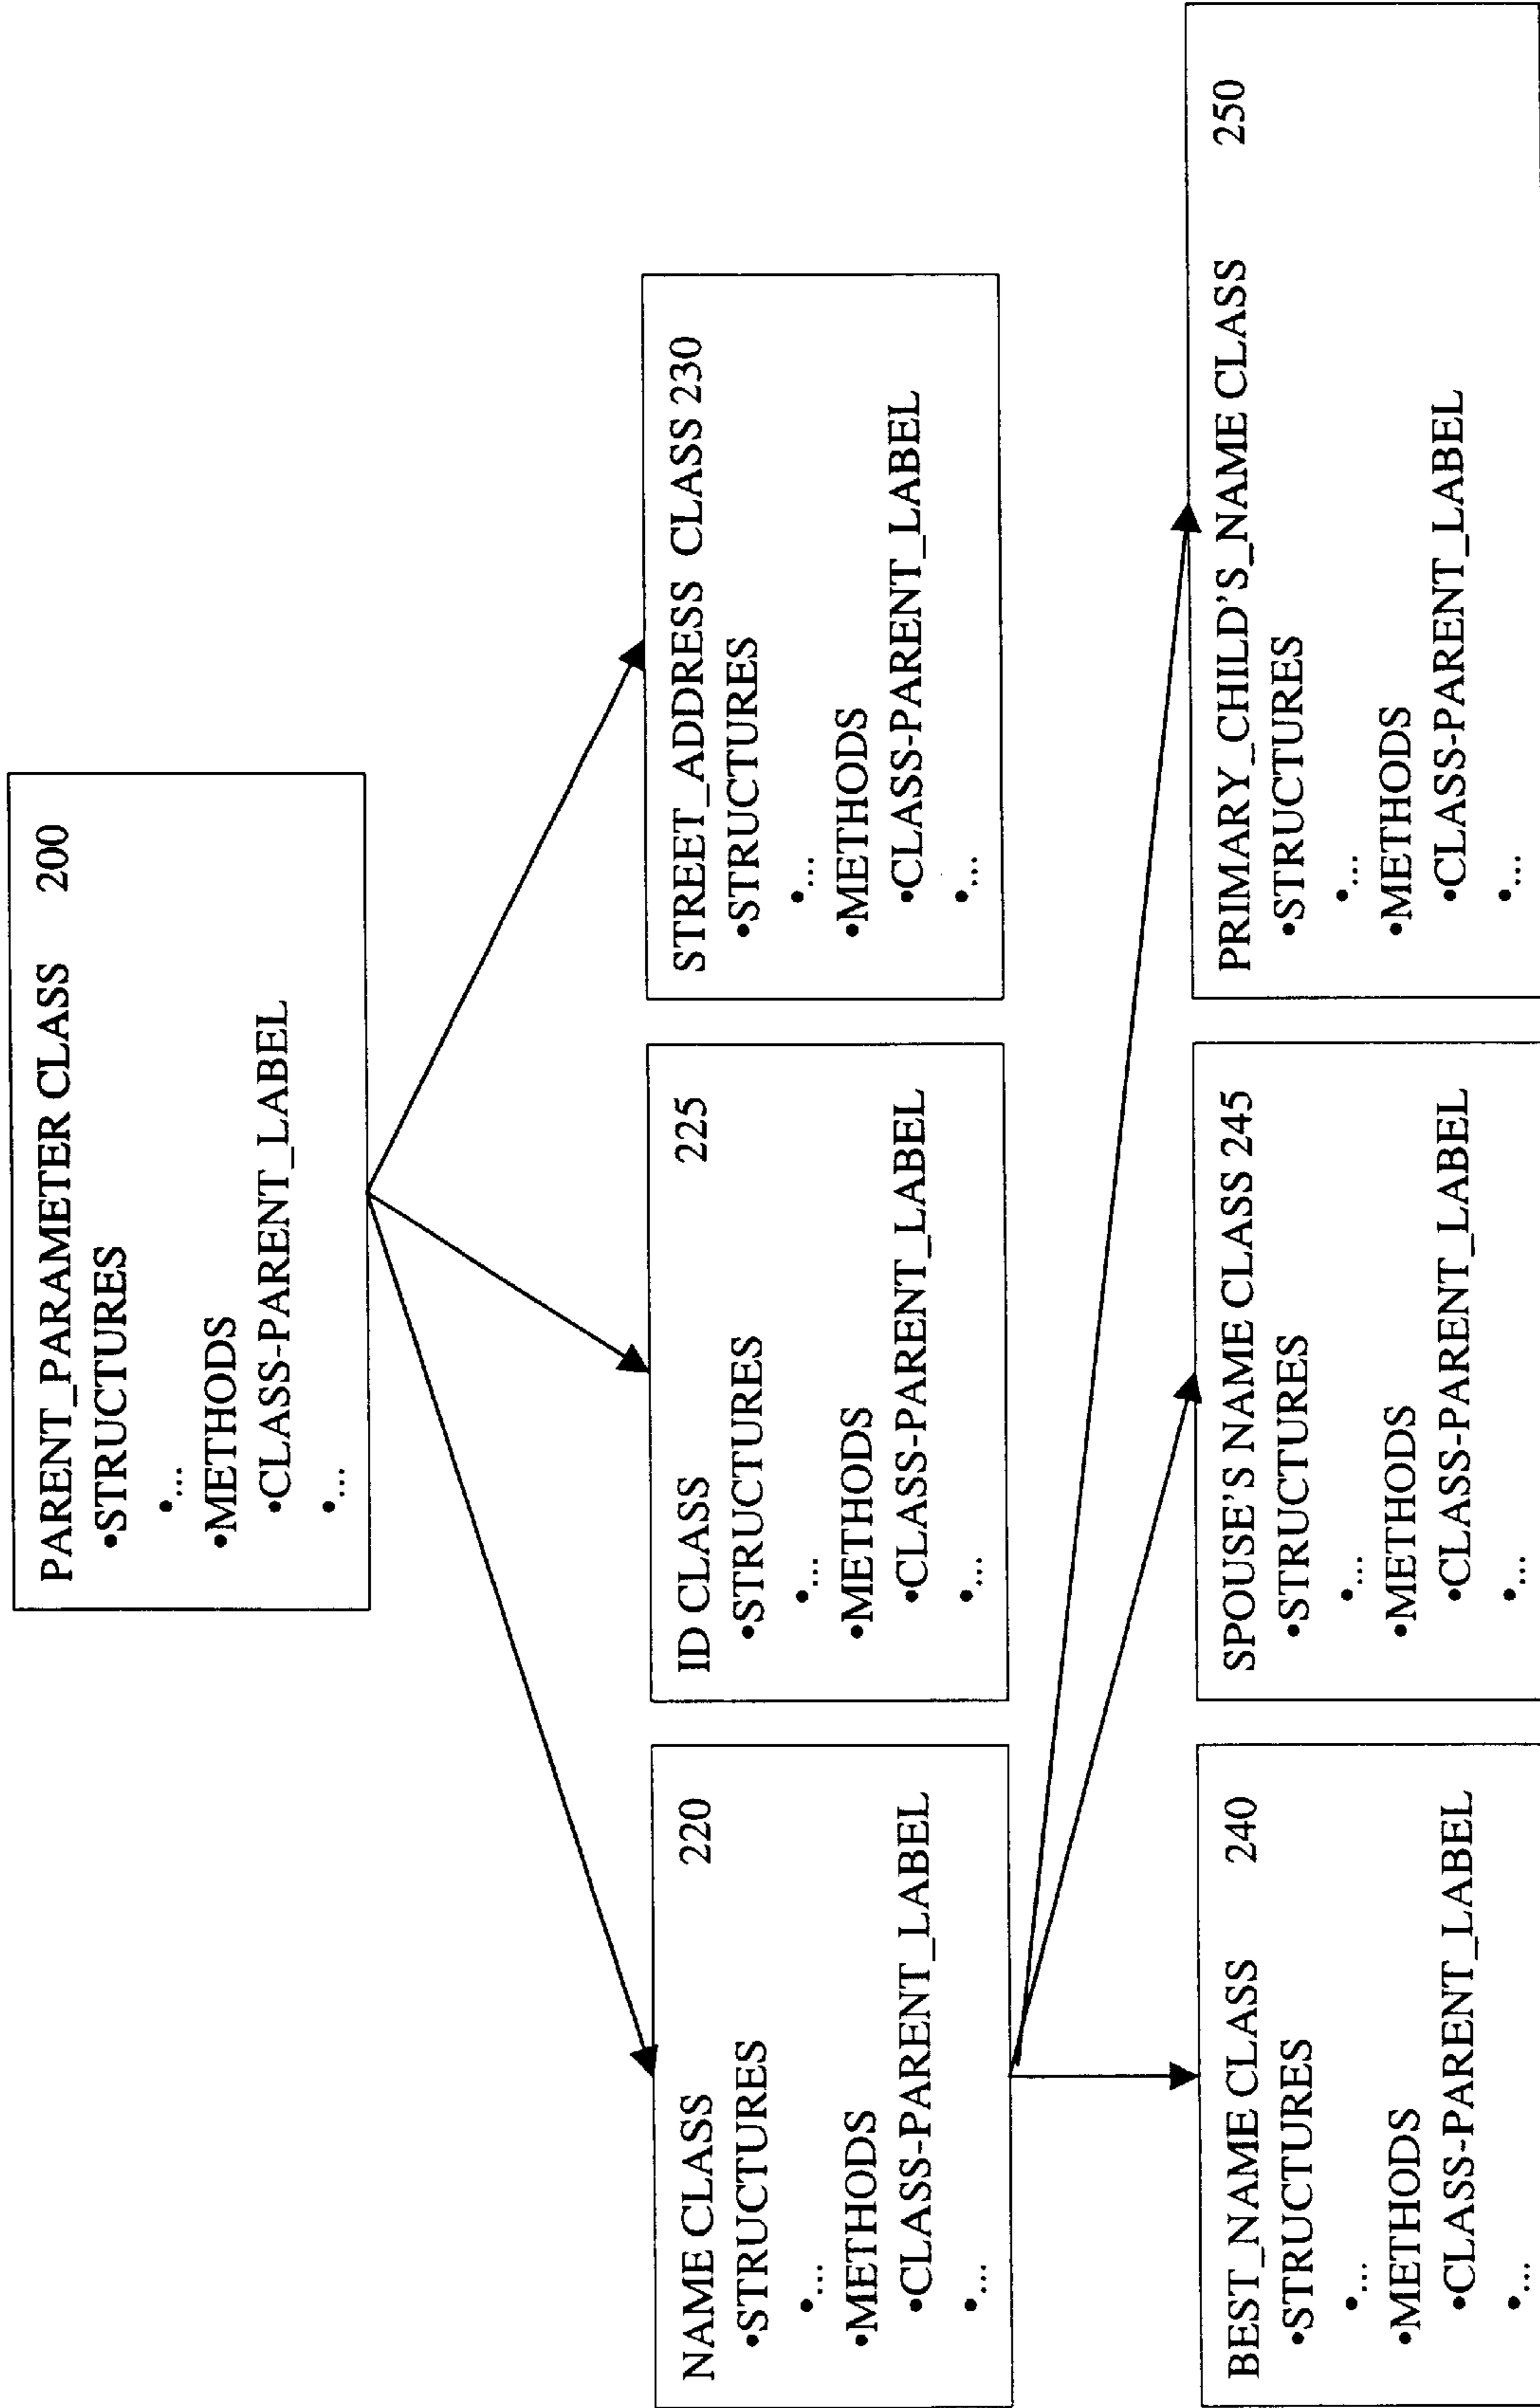 PARENT_PARAMETER CLASS 200
•STRUCTURES
•...
•METHODS
•CLASS-PARENT_LABEL
•...
NAME CLASS 220
•STRUCTURES
•...
•METHODS
•CLASS-PARENT_LABEL
•...
ID CLASS 225
•STRUCTURES
•...
•METHODS
•CLASS-PARENT_LABEL
•...
STREET_ADDRESS CLASS 230
•STRUCTURES
•...
•METHODS
•CLASS-PARENT_LABEL
•...
BEST_NAME CLASS 240
•STRUCTURES
•...
•METHODS
•CLASS-PARENT_LABEL
•...
SPOUSE'S NAME CLASS 245
•STRUCTURES
•...
•METHODS
•CLASS-PARENT_LABEL
•...
PRIMARY_CHILD'S_NAME CLASS 250
•STRUCTURES
•...
•METHODS
•CLASS-PARENT_LABEL
•...